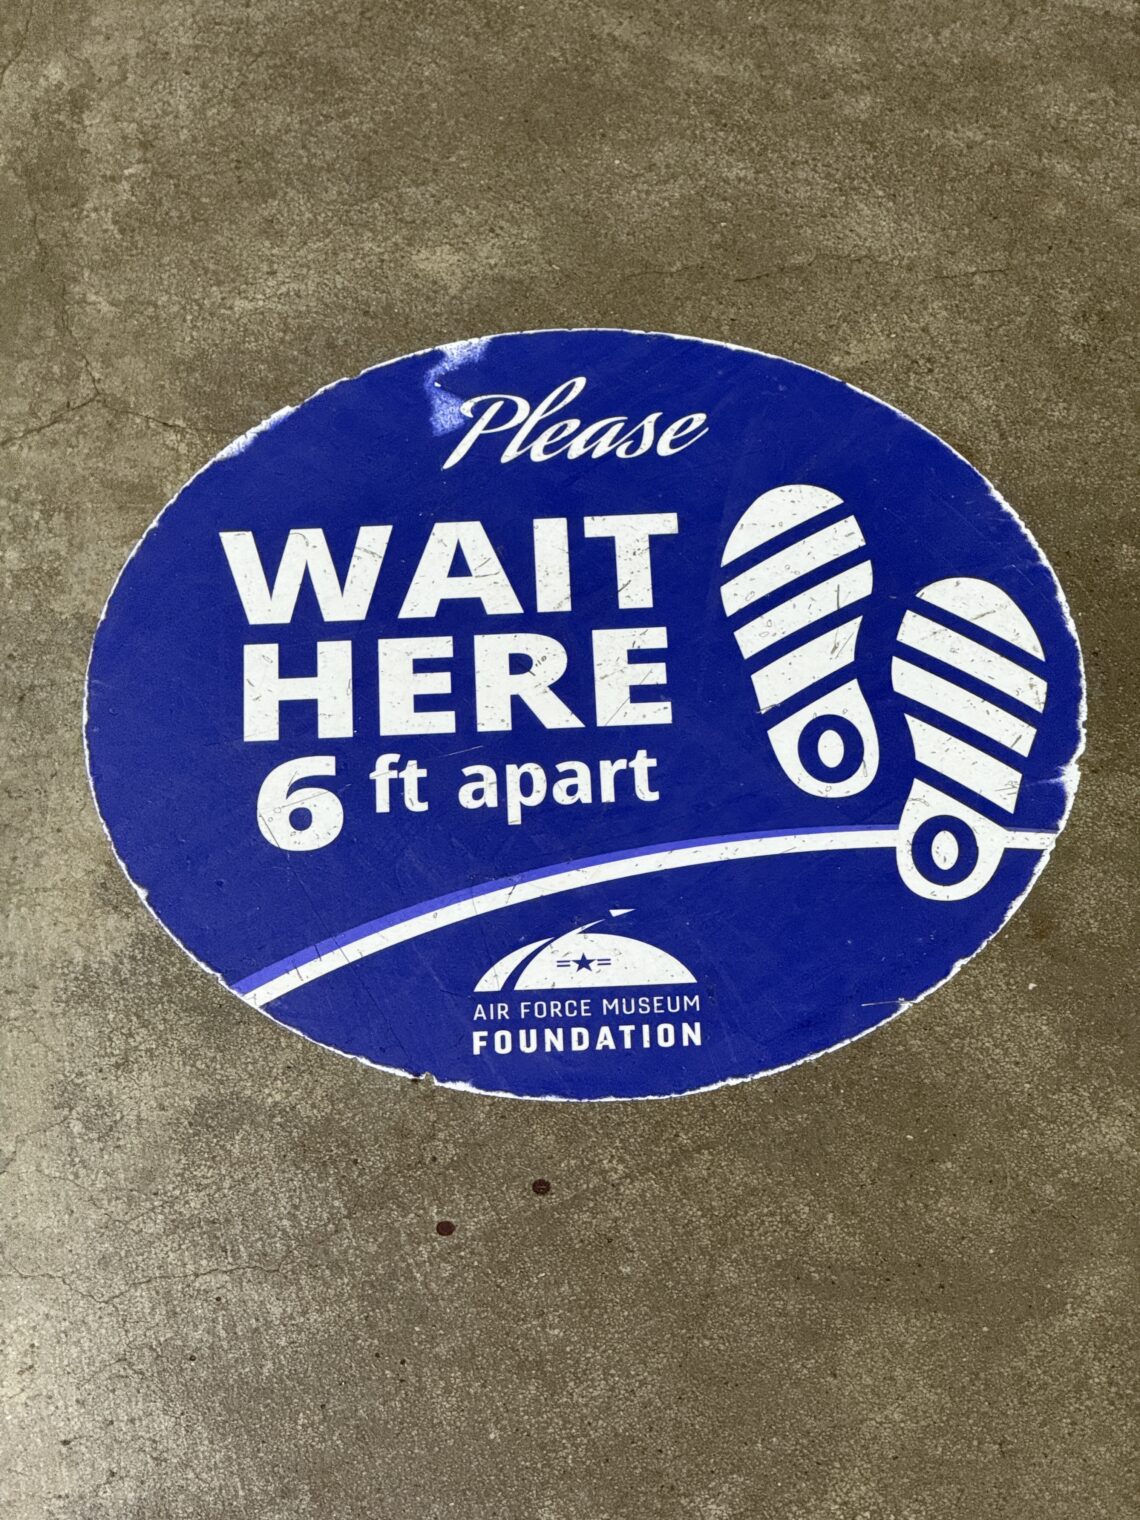 Please
WAIT
HERE
6 ft apart
AIR FORCE MUSEUM
FOUNDATION